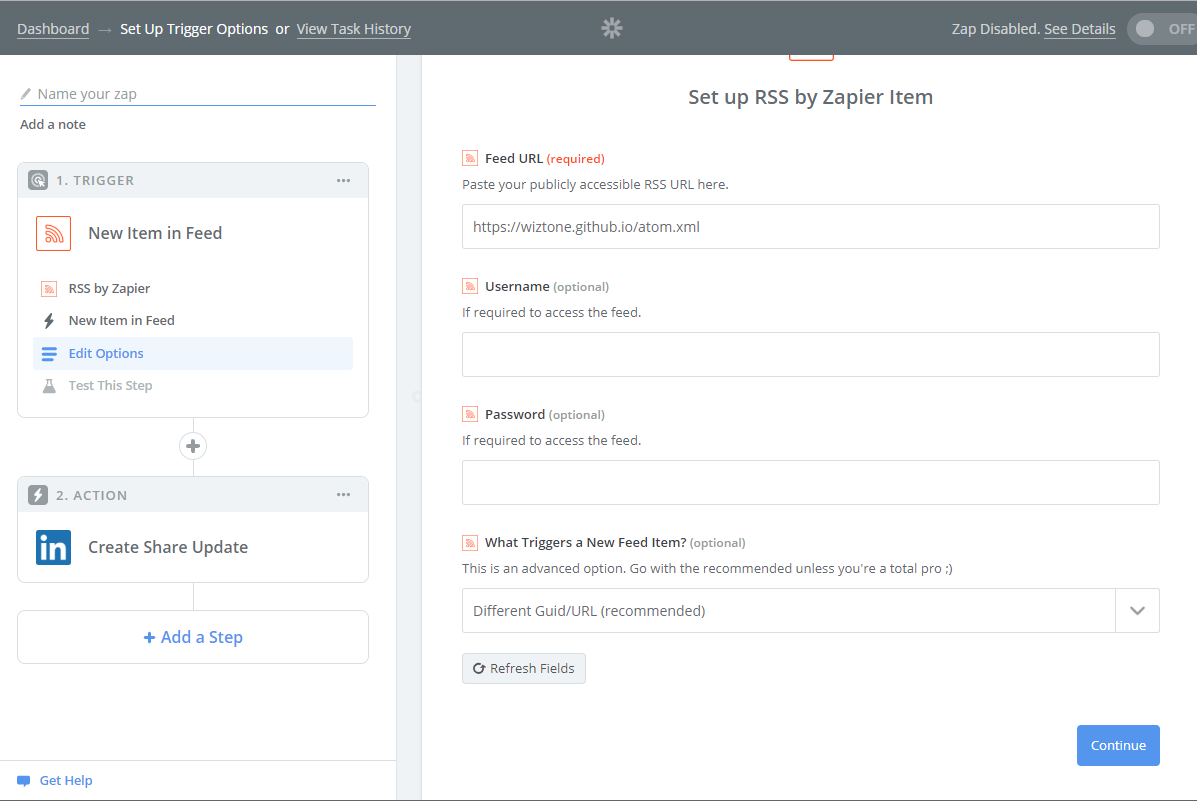 Dashboard → Set Up Trigger Options or View Task History
Zap Disabled. See Details OFF
Name your zap
Add a note
1. TRIGGER
New Item in Feed
RSS by Zapier
New Item in Feed
Edit Options
Test This Step
2. ACTION
in Create Share Update
+ Add a Step
Get Help
Set up RSS by Zapier Item
Feed URL (required)
Paste your publicly accessible RSS URL here.
https://wiztone.github.io/atom.xml
Username (optional)
If required to access the feed.
Password (optional)
If required to access the feed.
What Triggers a New Feed Item? (optional)
This is an advanced option. Go with the recommended unless you're a total pro ;)
Different Guid/URL (recommended)
Refresh Fields
Continue